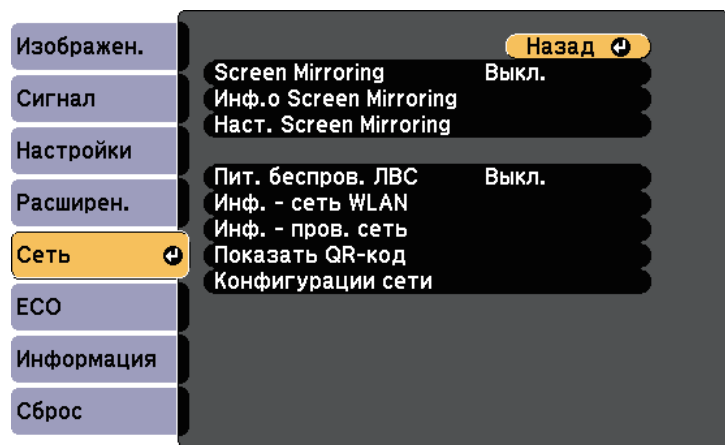 Изображен.
Сигнал
Настройки
Расширен.
Сеть
ECO
Информация
Сброс
Назад
Screen Mirroring Выкл.
Инф.о Screen Mirroring
Наст. Screen Mirroring
Пит. беспров. ЛВС Выкл.
Инф. - сеть WLAN
Инф. - пров. сеть
Показать QR-код
Конфигурации сети